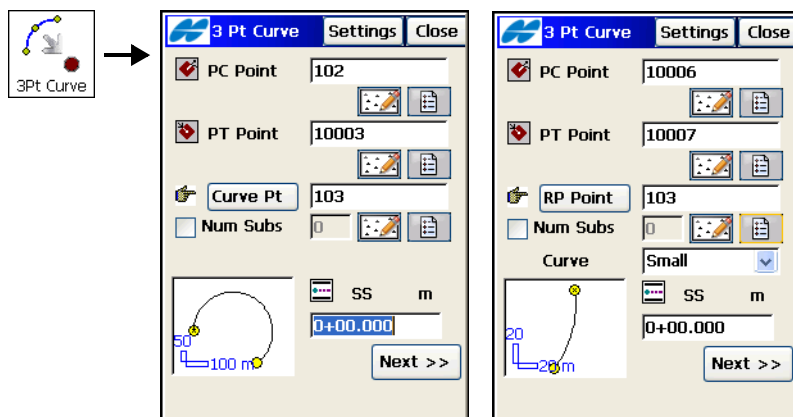 3Pt Curve
3 Pt Curve Settings Close
PC Point 102
PT Point 10003
Curve Pt 103
Num Subs 0
SS m
0+00.000
50
100 m
Next >>
3 Pt Curve Settings Close
PC Point 10006
PT Point 10007
RP Point 103
Num Subs 0
Curve Small
SS m
0+00.000
20
20 m
Next >>